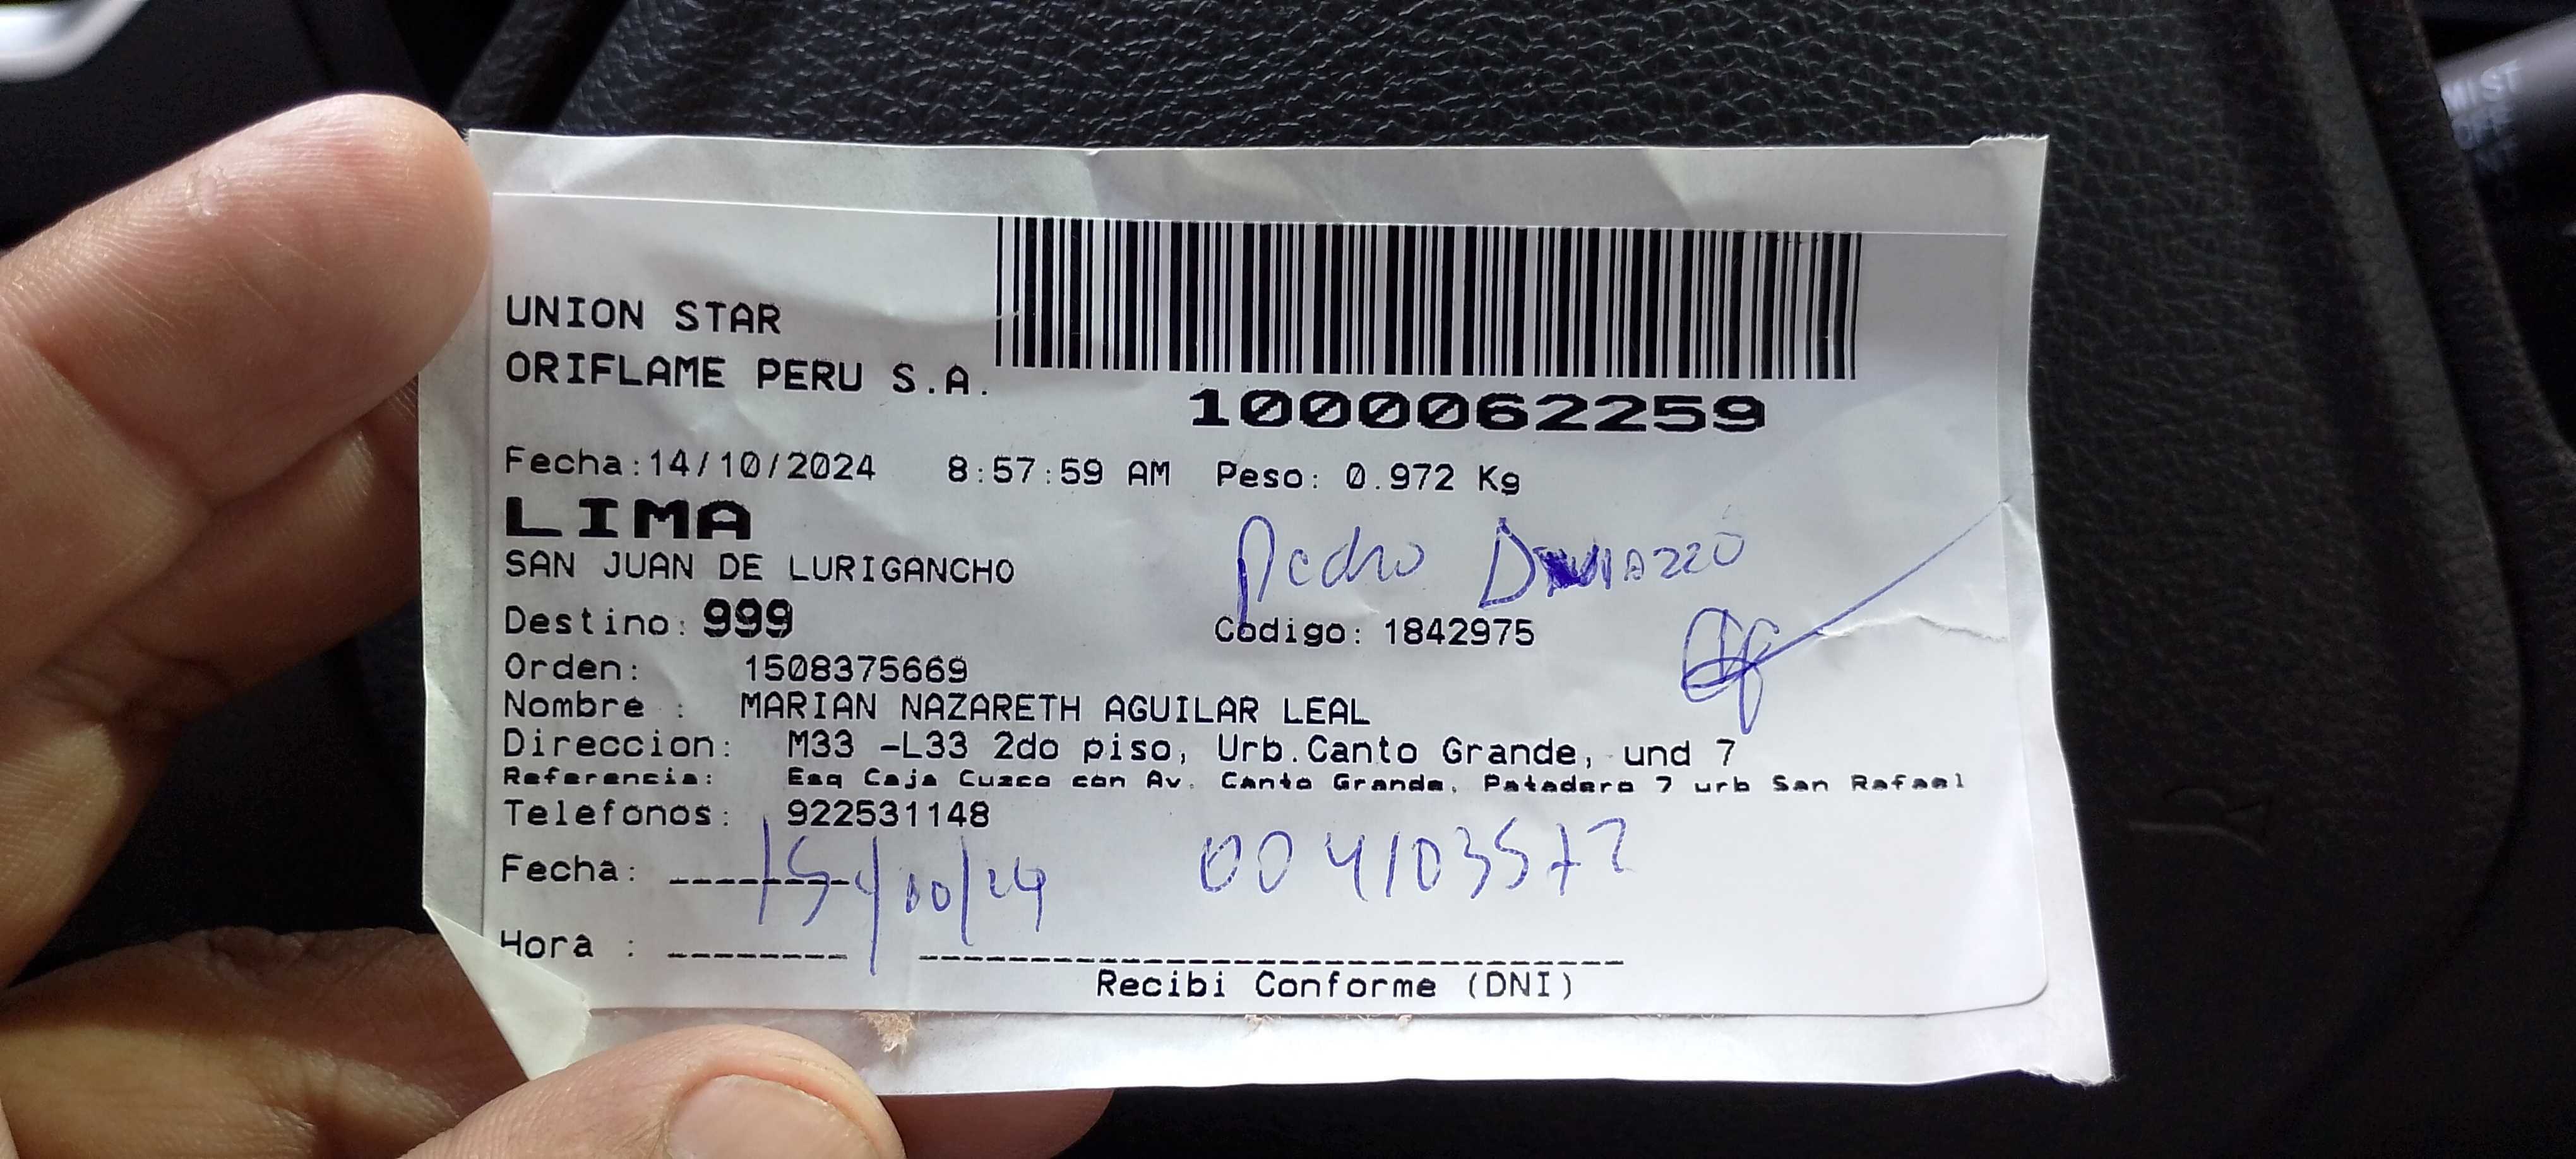 UNION STAR
ORIFLAME PERU S.A.
1000062259
Fecha:14/10/2024 8:57:59 AM Peso: 0.972 Kg
LIMA
SAN JUAN DE LURIGANCHO
Pedro
Destino: 999
Codigo: 1842975
Orden: 1508375669
Nombre : MARIAN NAZARETH AGUILAR LEAL
Direccion: M33 -L33 2do piso, Urb.Canto Grande, und 7
Referencia: Esq Caja Cuzco con Av. Canto Grande, Patadero 7 urb San Rafael
Telefonos: 922531148
Fecha: 15/10/24 004103572
Hora :
Recibi Conforme (DNI)
MIST